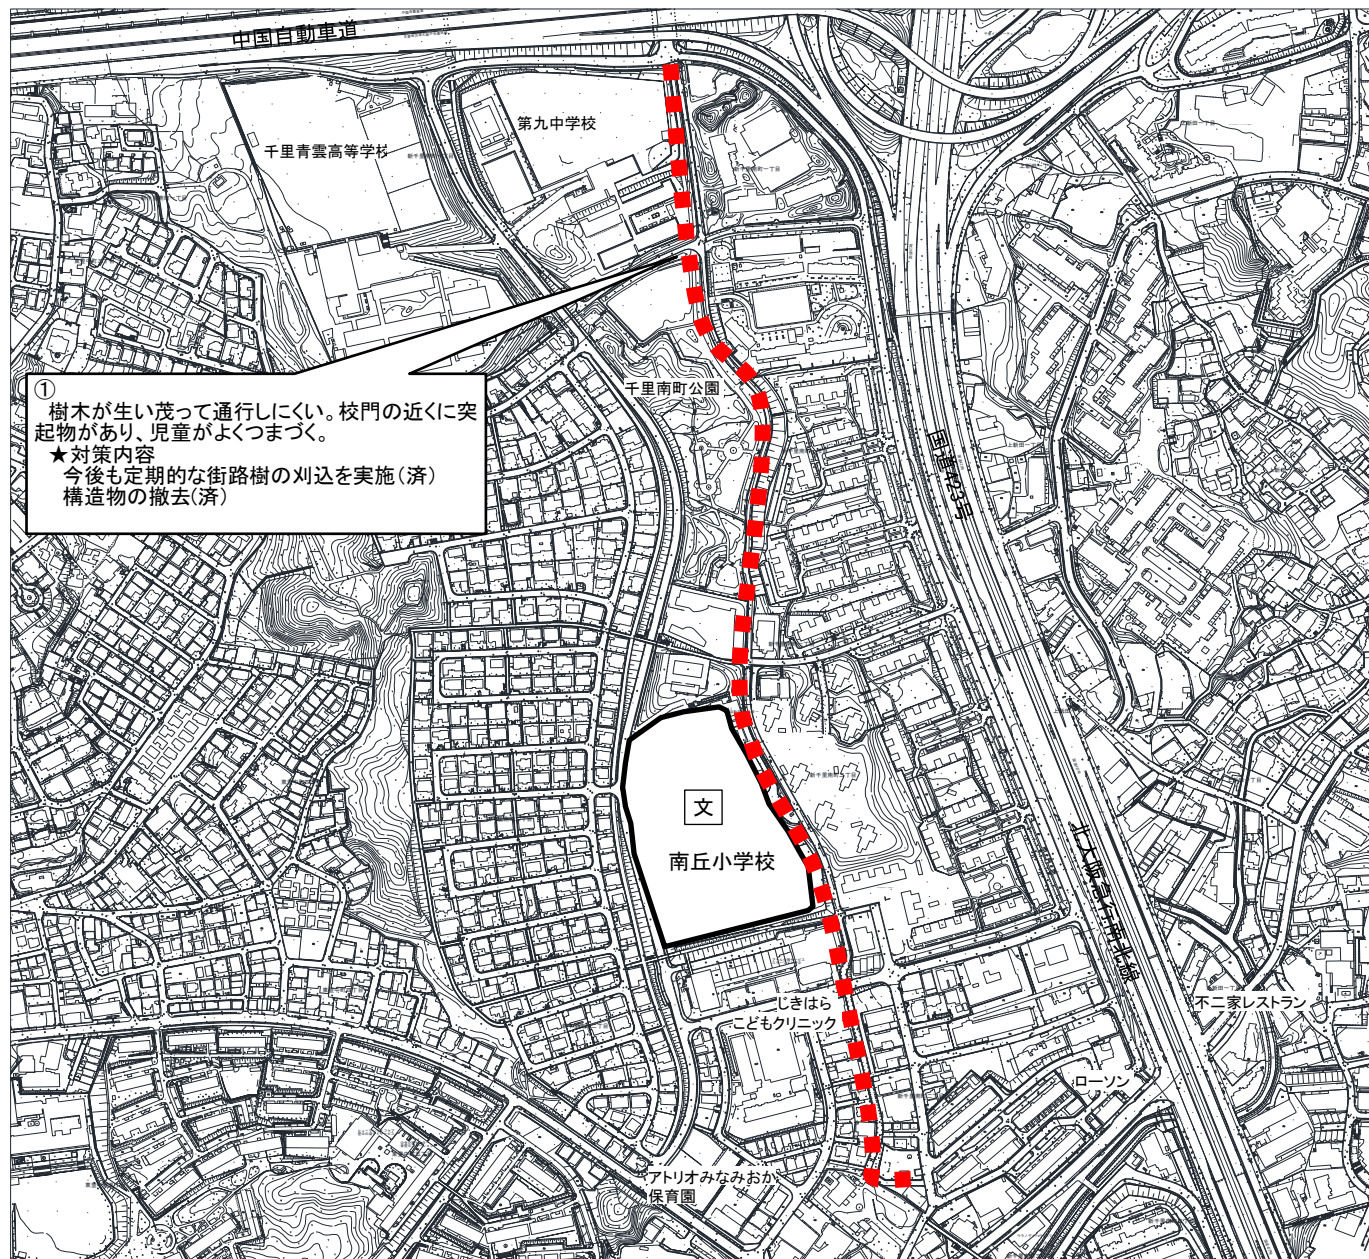 中国自動車道
第九中学校
千里青雲高等学校
①
樹木が生い茂って通行しにくい。校門の近くに突
起物があり、児童がよくつまづく。
★対策内容
今後も定期的な街路樹の刈込を実施(済)
構造物の撤去(済)
千里南町公園
国道423号
文
南丘小学校
北大阪急行南北線
じきはら
こどもクリニック
不二家レストラン
ローソン
アトリオみなみおか
保育園